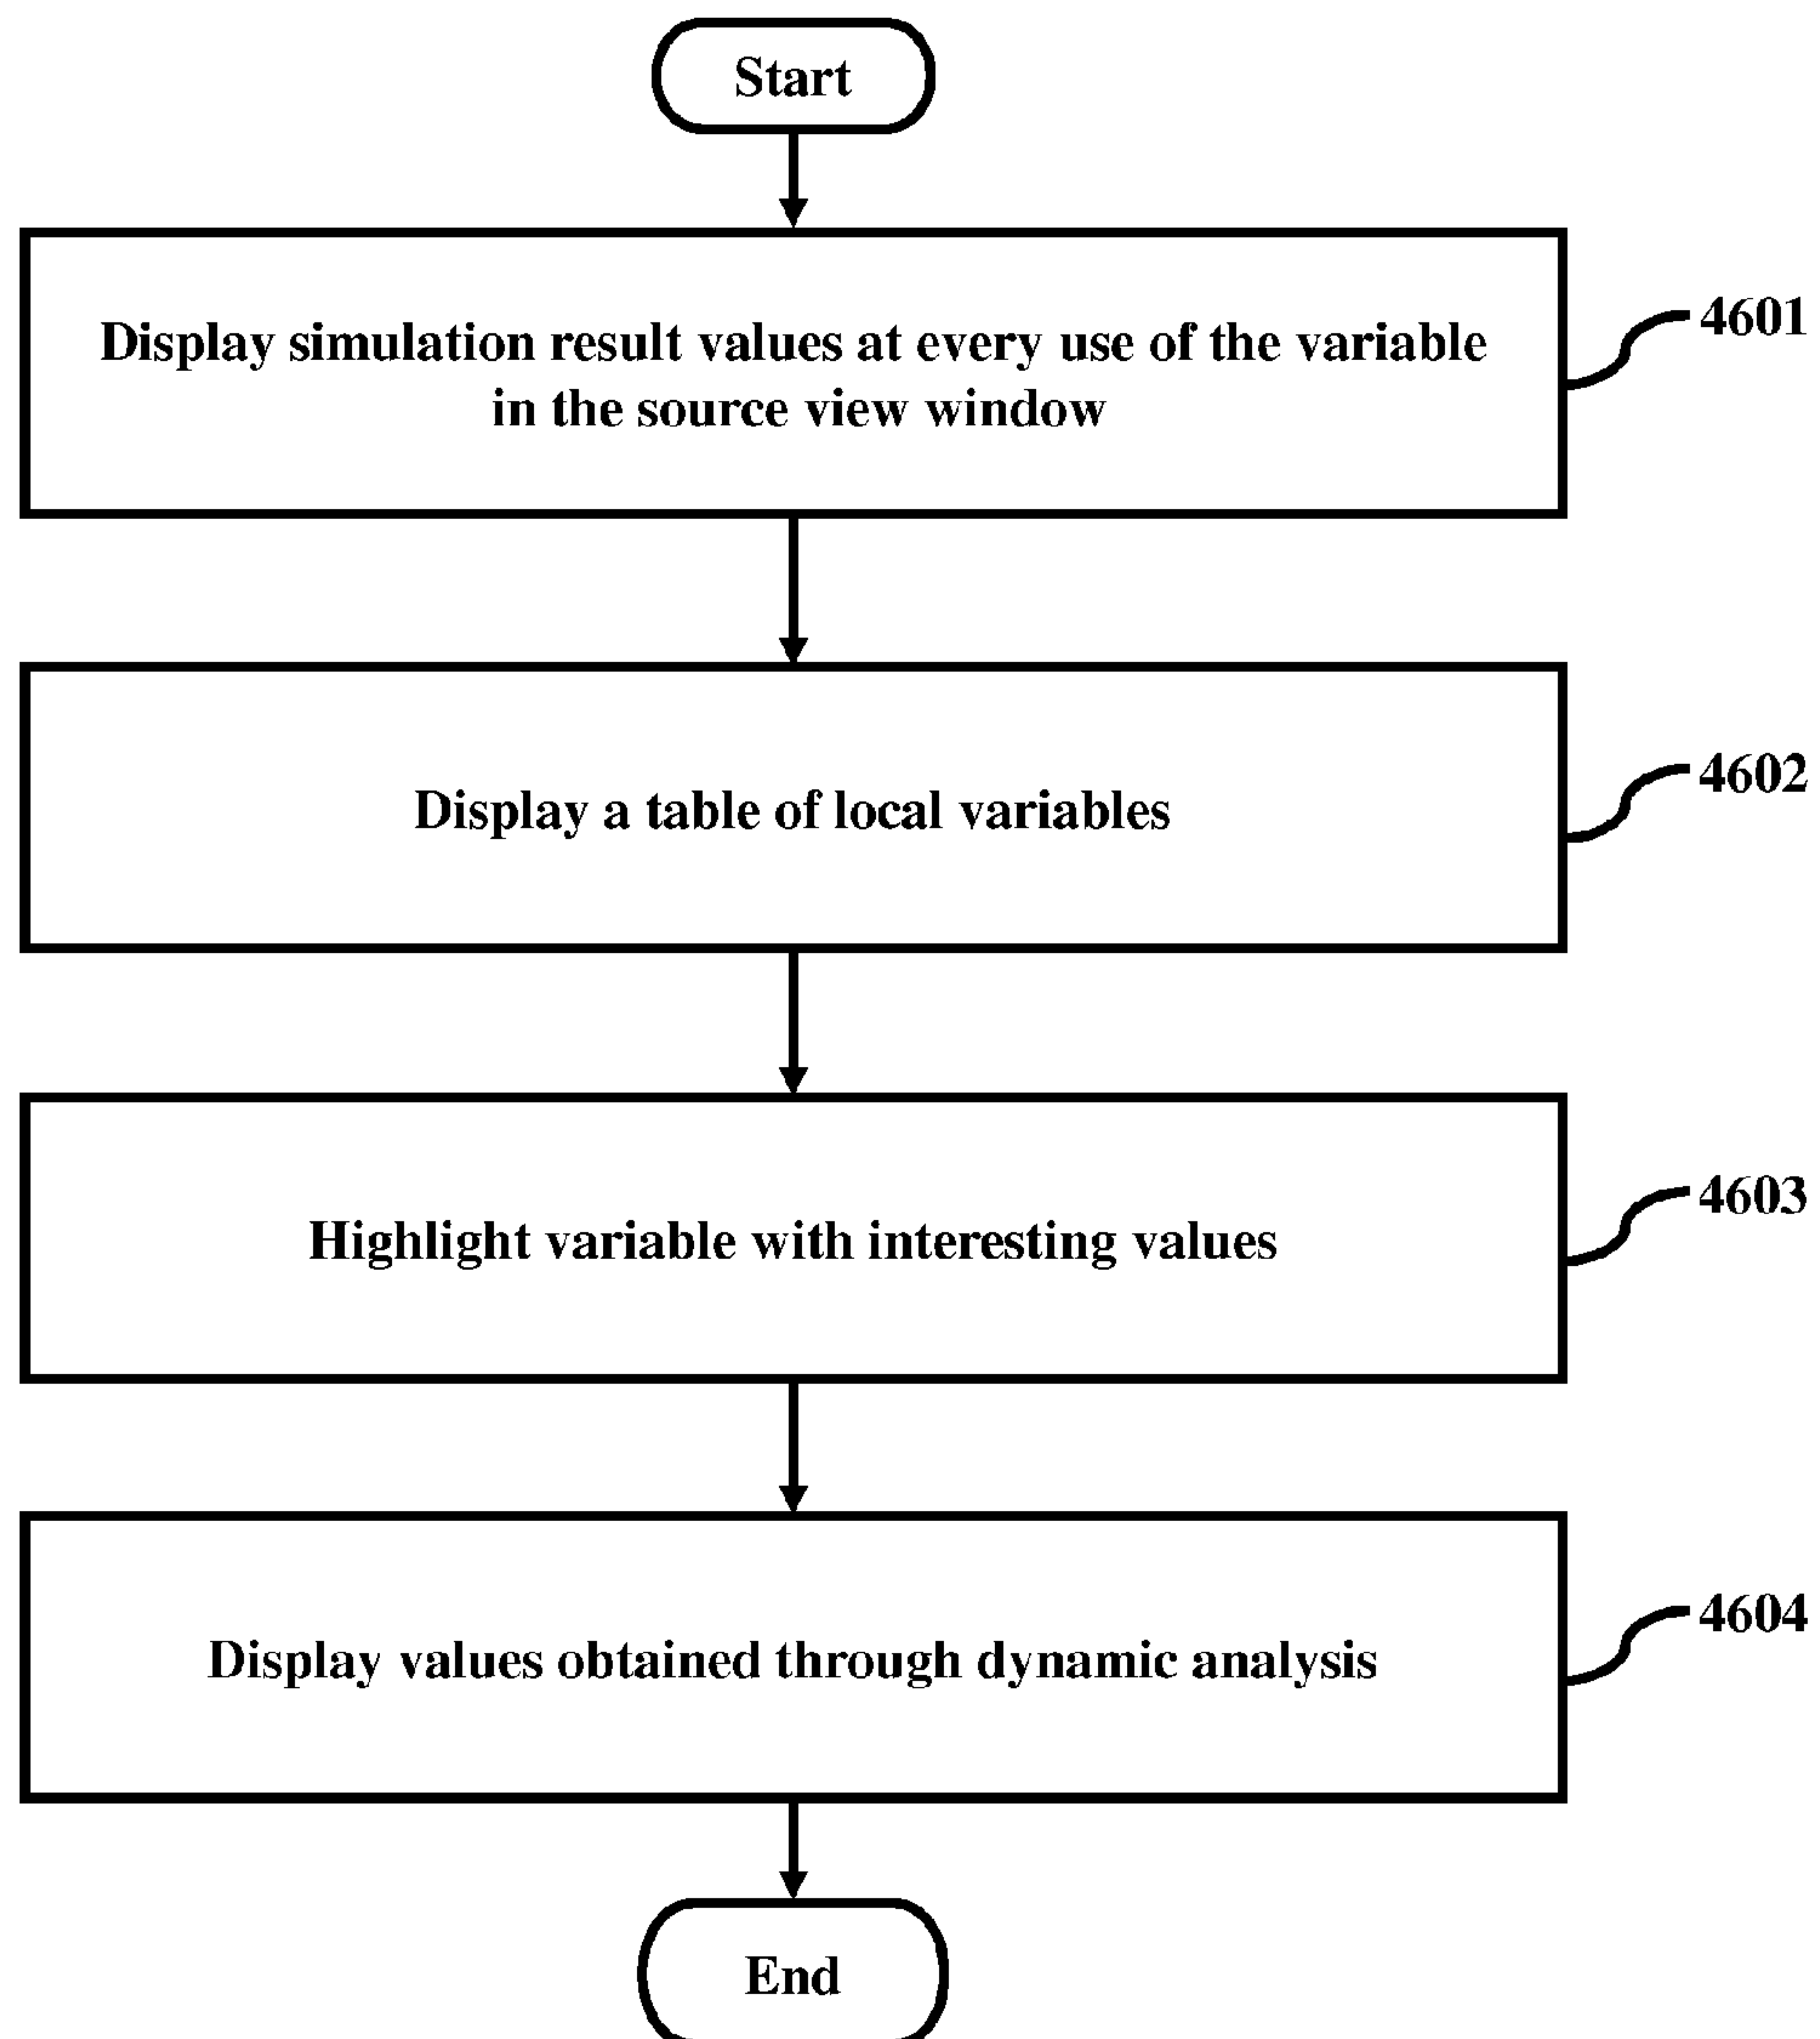 Start
Display simulation result values at every use of the variable
in the source view window
4601
Display a table of local variables
4602
Highlight variable with interesting values
4603
Display values obtained through dynamic analysis
4604
End